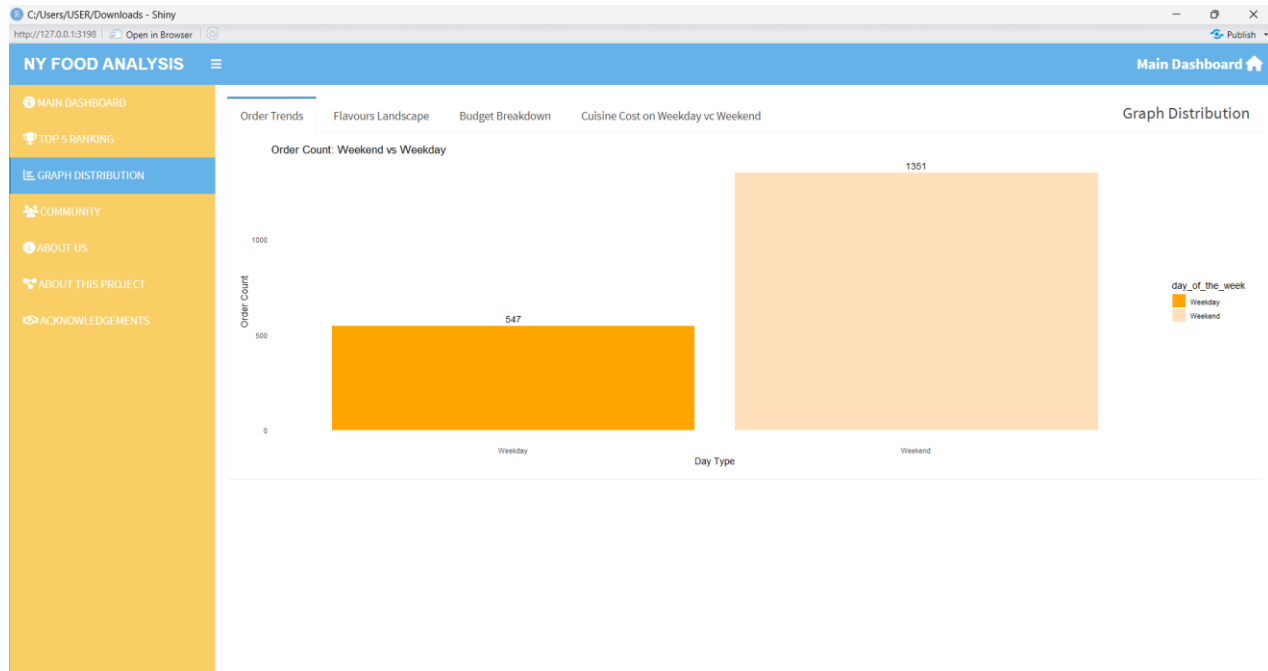 C:/Users/USER/Downloads - Shiny
http://127.0.0.1:3198 Open in Browser Publish
NY FOOD ANALYSIS Main Dashboard
MAIN DASHBOARD
TOP 5 RANKING
GRAPH DISTRIBUTION
COMMUNITY
ABOUT US
ABOUT THIS PROJECT
ACKNOWLEDGEMENTS
Order Trends Flavours Landscape Budget Breakdown Cuisine Cost on Weekday vc Weekend Graph Distribution
Order Count: Weekend vs Weekday
1351
1000
547
500
0
Order Count
Weekday Weekend
Day Type
day_of_the_week
Weekday
Weekend